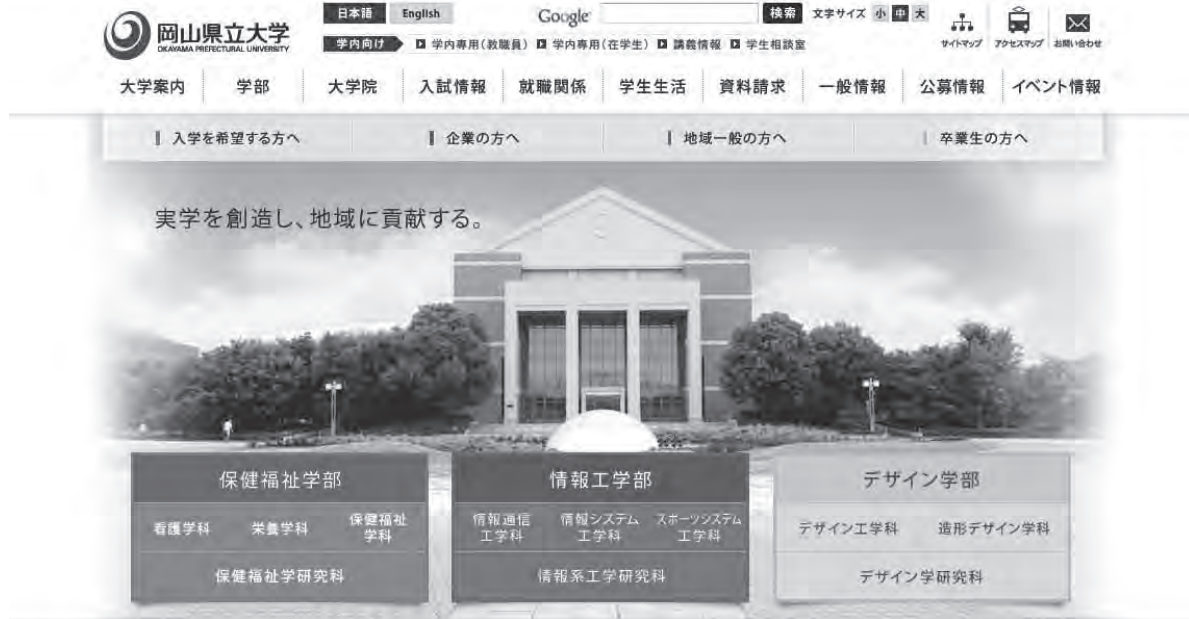 岡山県立大学
OKAYAMA PREFECTURAL UNIVERSITY
日本語 English
Google 検索 文字サイズ 小 中 大
学内向け 学内専用(教職員) 学内専用(在学生) 講義情報 学生相談室
サイトマップ アクセスマップ お問い合わせ
大学案内 学部 大学院 入試情報 就職関係 学生生活 資料請求 一般情報 公募情報 イベント情報
入学を希望する方へ 企業の方へ 地域一般の方へ 卒業生の方へ
実学を創造し、地域に貢献する。
保健福祉学部
看護学科 栄養学科 保健福祉
学科
保健福祉学研究科
情報工学部
情報通信 情報システム スポーツシステム
工学科 工学科 工学科
情報系工学研究科
デザイン学部
デザイン工学科 造形デザイン学科
デザイン学研究科